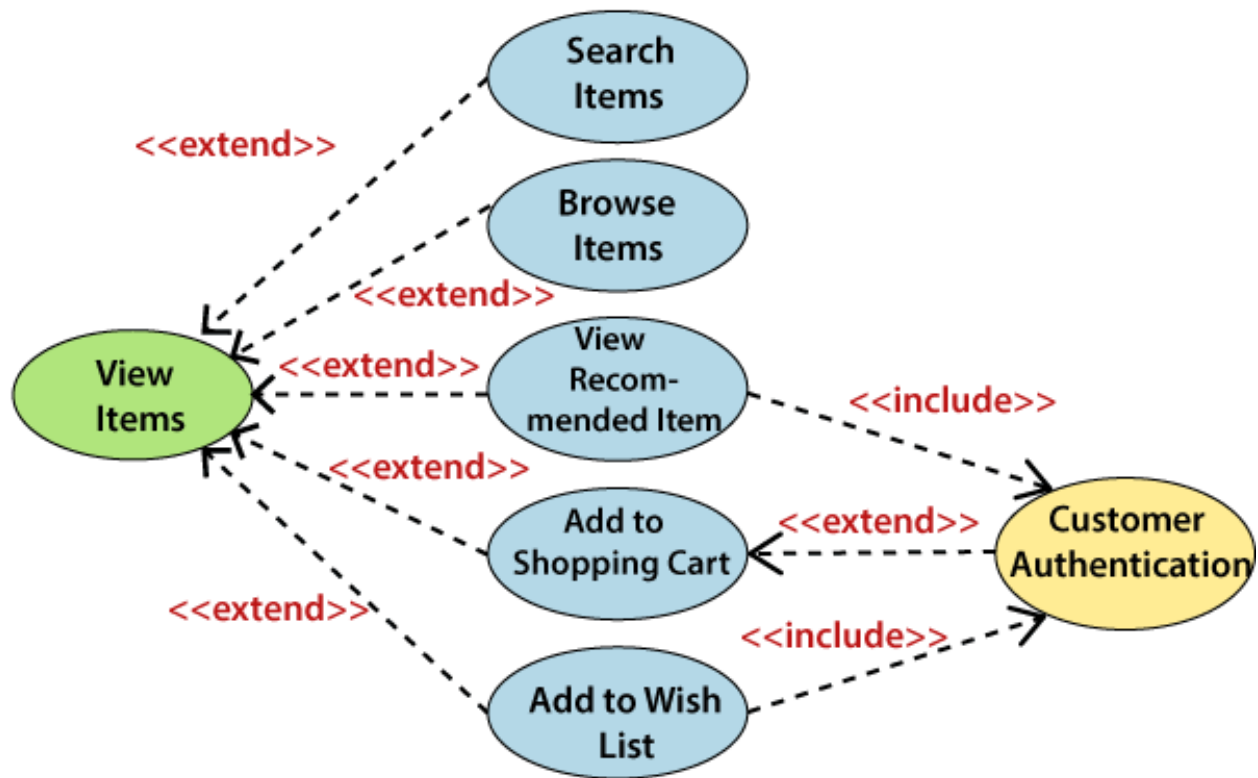 Search
Items
<<extend>>
Browse
Items
<<extend>>
View
Recom-
mended Item
<<extend>>
View
Items
<<include>>
<<extend>>
Add to
Shopping Cart
<<extend>>
Customer
Authentication
<<extend>>
<<include>>
Add to Wish
List